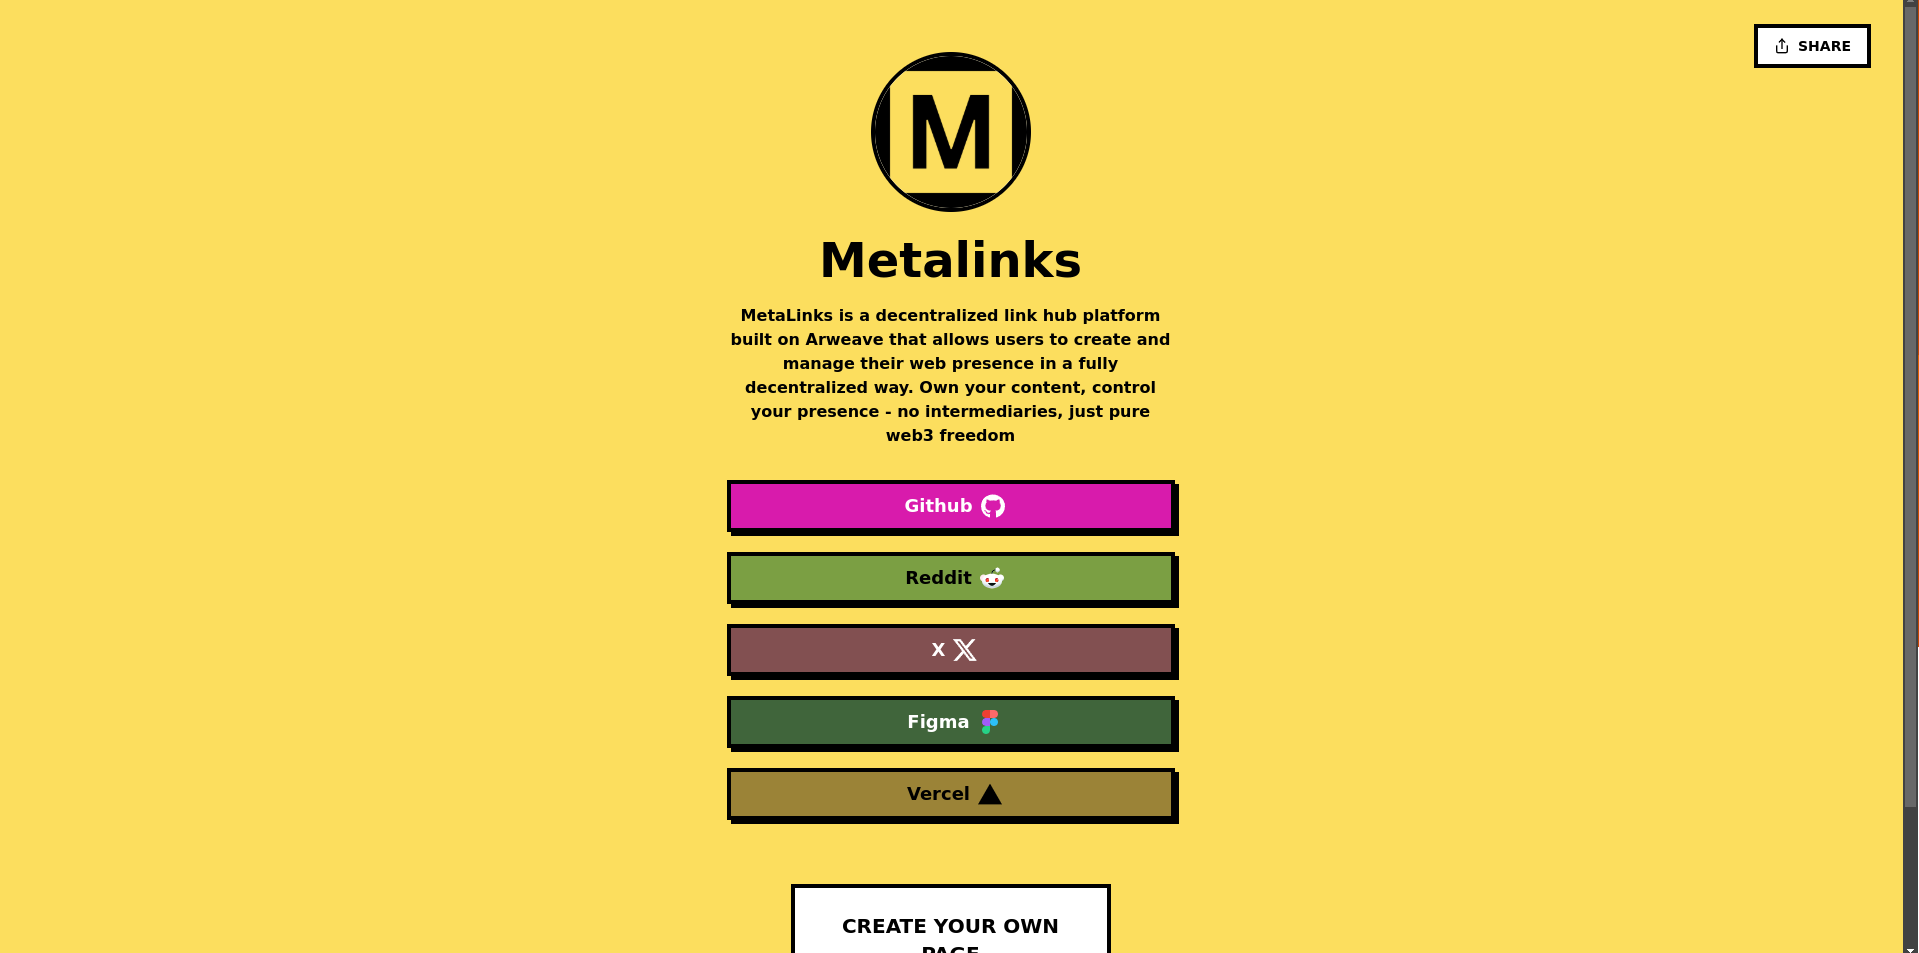 SHARE
M
Metalinks
MetaLinks is a decentralized link hub platform
built on Arweave that allows users to create and
manage their web presence in a fully
decentralized way. Own your content, control
your presence - no intermediaries, just pure
web3 freedom
Github
Reddit
X
Figma
Vercel
CREATE YOUR OWN
PAGE